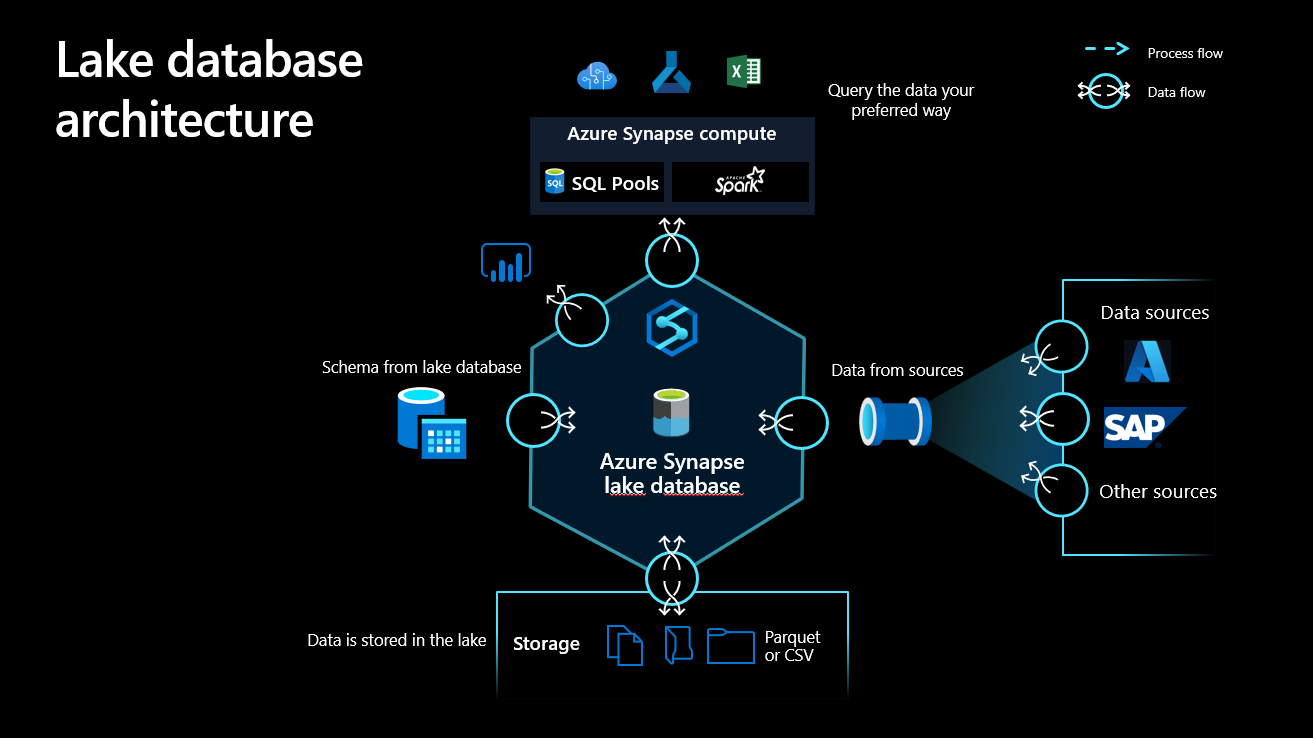 Lake database
architecture
Process flow
Data flow
X
Query the data your
preferred way
Azure Synapse compute
SQL
SQL Pools
APACHE
Spark
Data sources
Schema from lake database
Data from sources
SAP
Azure Synapse
lake database
Other sources
Data is stored in the lake
Storage
Parquet
or CSV